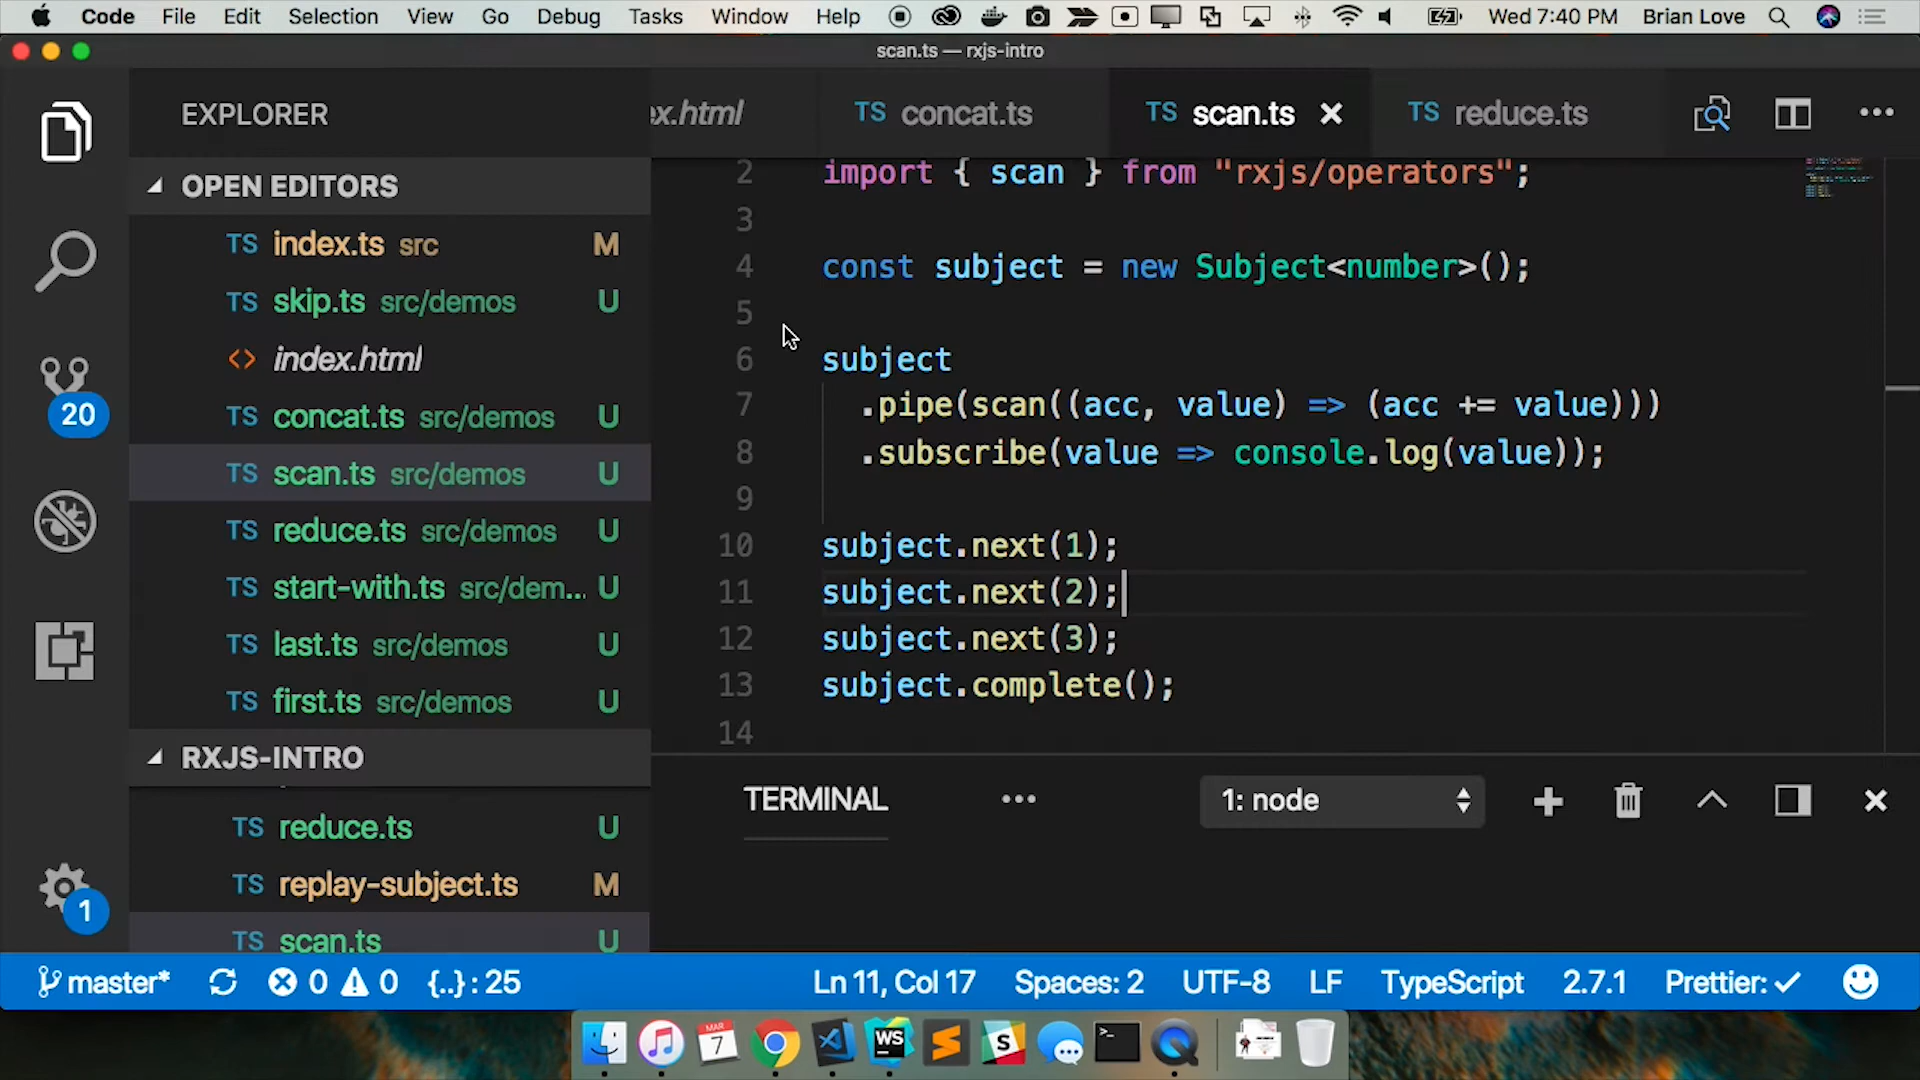 Code File Edit Selection View Go Debug Tasks Window Help Wed 7:40 PM Brian Love
scan.ts — rxjs-intro
EXPLORER
ex.html TS concat.ts TS scan.ts TS reduce.ts
OPEN EDITORS
TS index.ts src M
TS skip.ts src/demos U
<> index.html
TS concat.ts src/demos U
TS scan.ts src/demos U
TS reduce.ts src/demos U
TS start-with.ts src/dem... U
TS last.ts src/demos U
TS first.ts src/demos U
RXJS-INTRO
TS reduce.ts U
TS replay-subject.ts M
TS scan.ts U
20
1
2 import { scan } from "rxjs/operators";
3
4 const subject = new Subject<number>();
5
6 subject
7 .pipe(scan((acc, value) => (acc += value)))
8 .subscribe(value => console.log(value));
9
10 subject.next(1);
11 subject.next(2);
12 subject.next(3);
13 subject.complete();
14
TERMINAL ••• 1: node
master* 0 0 {..} : 25 Ln 11, Col 17 Spaces: 2 UTF-8 LF TypeScript 2.7.1 Prettier: ✓
MAR
7
WS
S